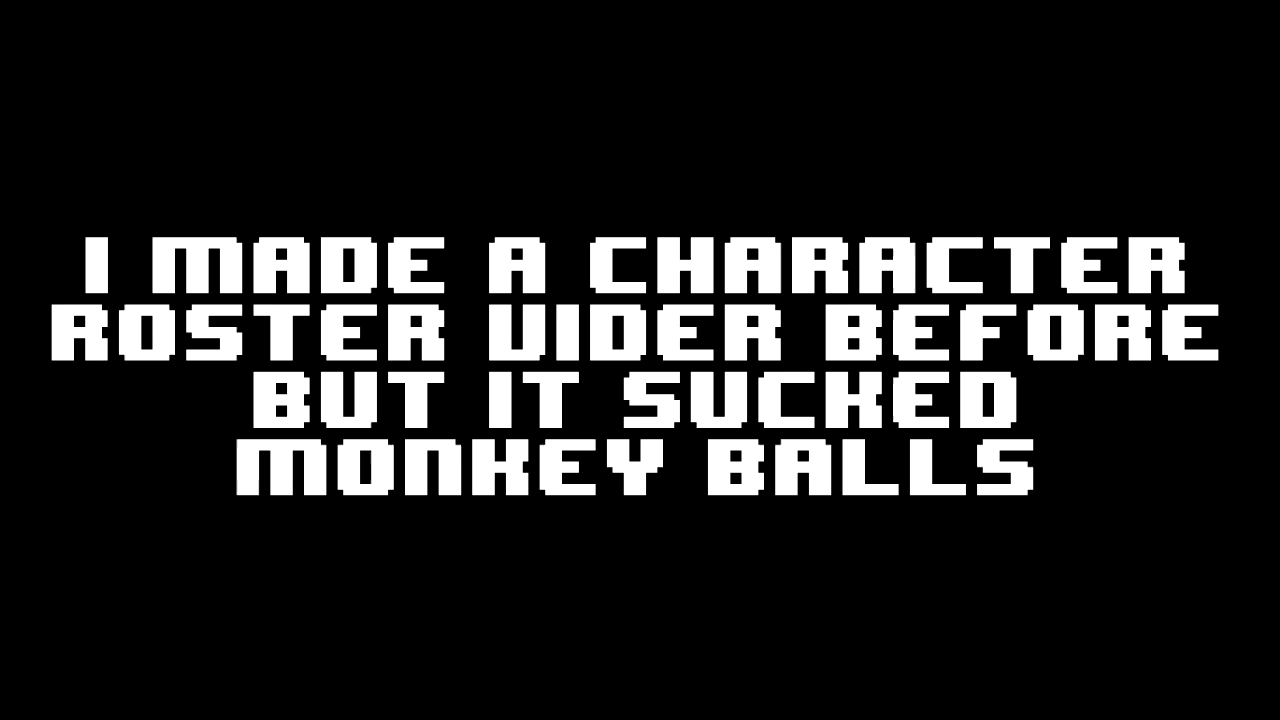 I MADE A CHARACTER
ROSTER VIDER BEFORE
BUT IT SUCKED
MONKEY BALLS